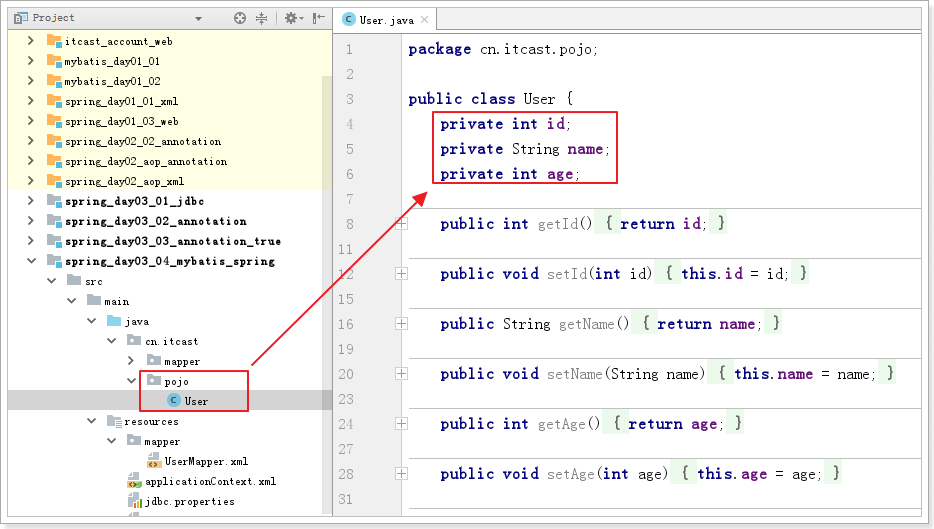 Project
itcast_account_web
mybatis_day01_01
mybatis_day01_02
spring_day01_01_xml
spring_day01_03_web
spring_day02_02_annotation
spring_day02_aop_annotation
spring_day02_aop_xml
spring_day03_01_jdbc
spring_day03_02_annotation
spring_day03_03_annotation_true
spring_day03_04_mybatis_spring
src
main
java
cn.itcast
mapper
pojo
User
resources
mapper
UserMapper.xml
applicationContext.xml
jdbc.properties
User.java
1 package cn.itcast.pojo;
2
3 public class User {
4 private int id;
5 private String name;
6 private int age;
7
8 public int getId() { return id; }
11
12 public void setId(int id) { this.id = id; }
15
16 public String getName() { return name; }
19
20 public void setName(String name) { this.name = name; }
23
24 public int getAge() { return age; }
27
28 public void setAge(int age) { this.age = age; }
31